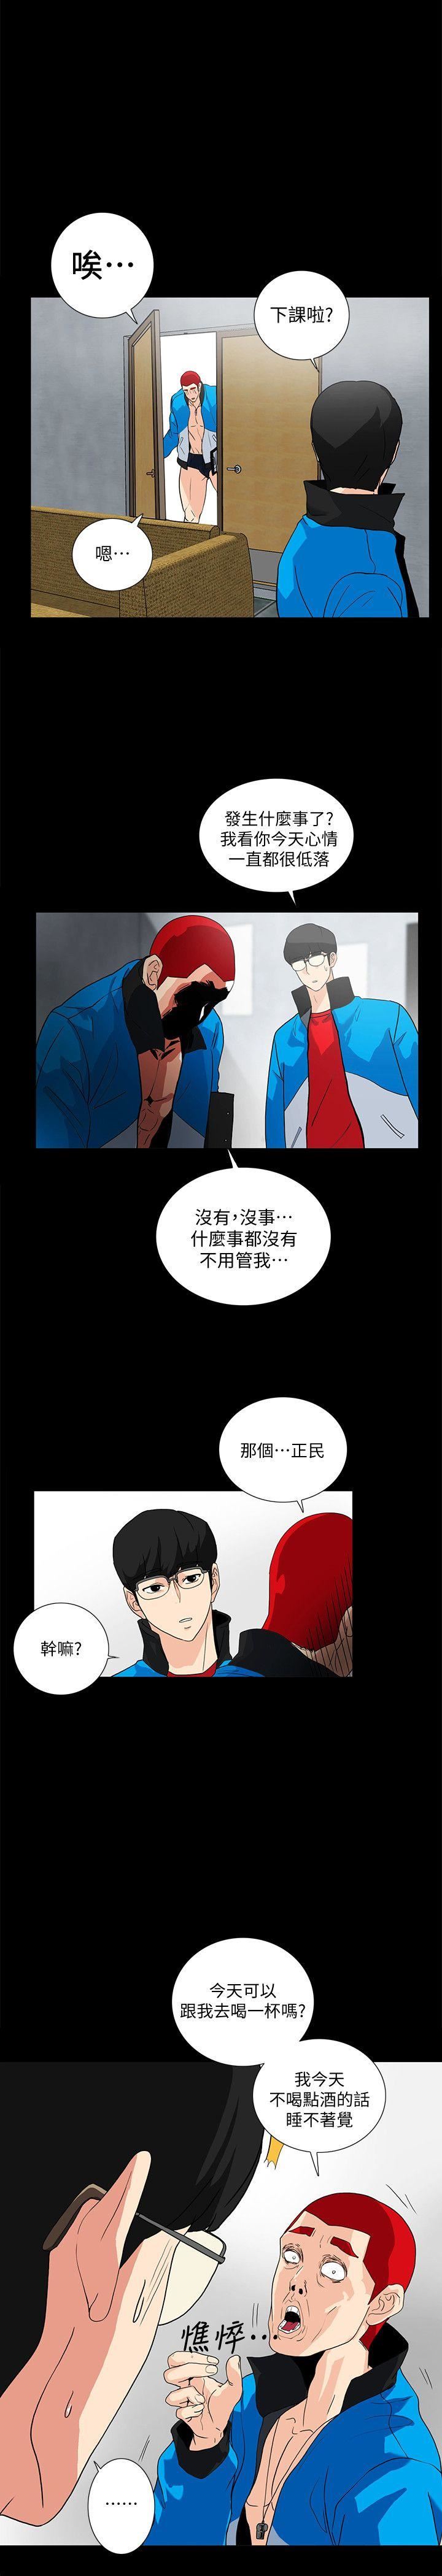 唉…
下課啦?
嗯…
發生什麼事了?
我看你今天心情
一直都很低落
沒有，沒事…
什麼事都沒有
不用管我…
那個…正民
幹嘛?
今天可以
跟我去喝一杯嗎?
我今天
不喝點酒的話
睡不著覺
憔悴…
……